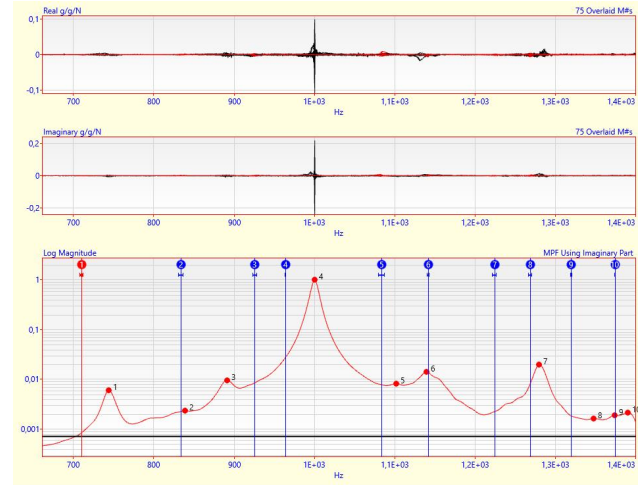 Real g/g/N 75 Overlaid M#s
0,1
0
-0,1
700 800 900 1E+03 1,1E+03 1,2E+03 1,3E+03 1,4E+03
Hz
Imaginary g/g/N 75 Overlaid M#s
0,2
0
-0,2
700 800 900 1E+03 1,1E+03 1,2E+03 1,3E+03 1,4E+03
Hz
Log Magnitude MPF Using Imaginary Part
1 2 3 4 5 6 7 8 9 10
1
4
0,1
0,01
1 2 3 5 6 7 8 9 10
0,001
700 800 900 1E+03 1,1E+03 1,2E+03 1,3E+03 1,4E+03
Hz